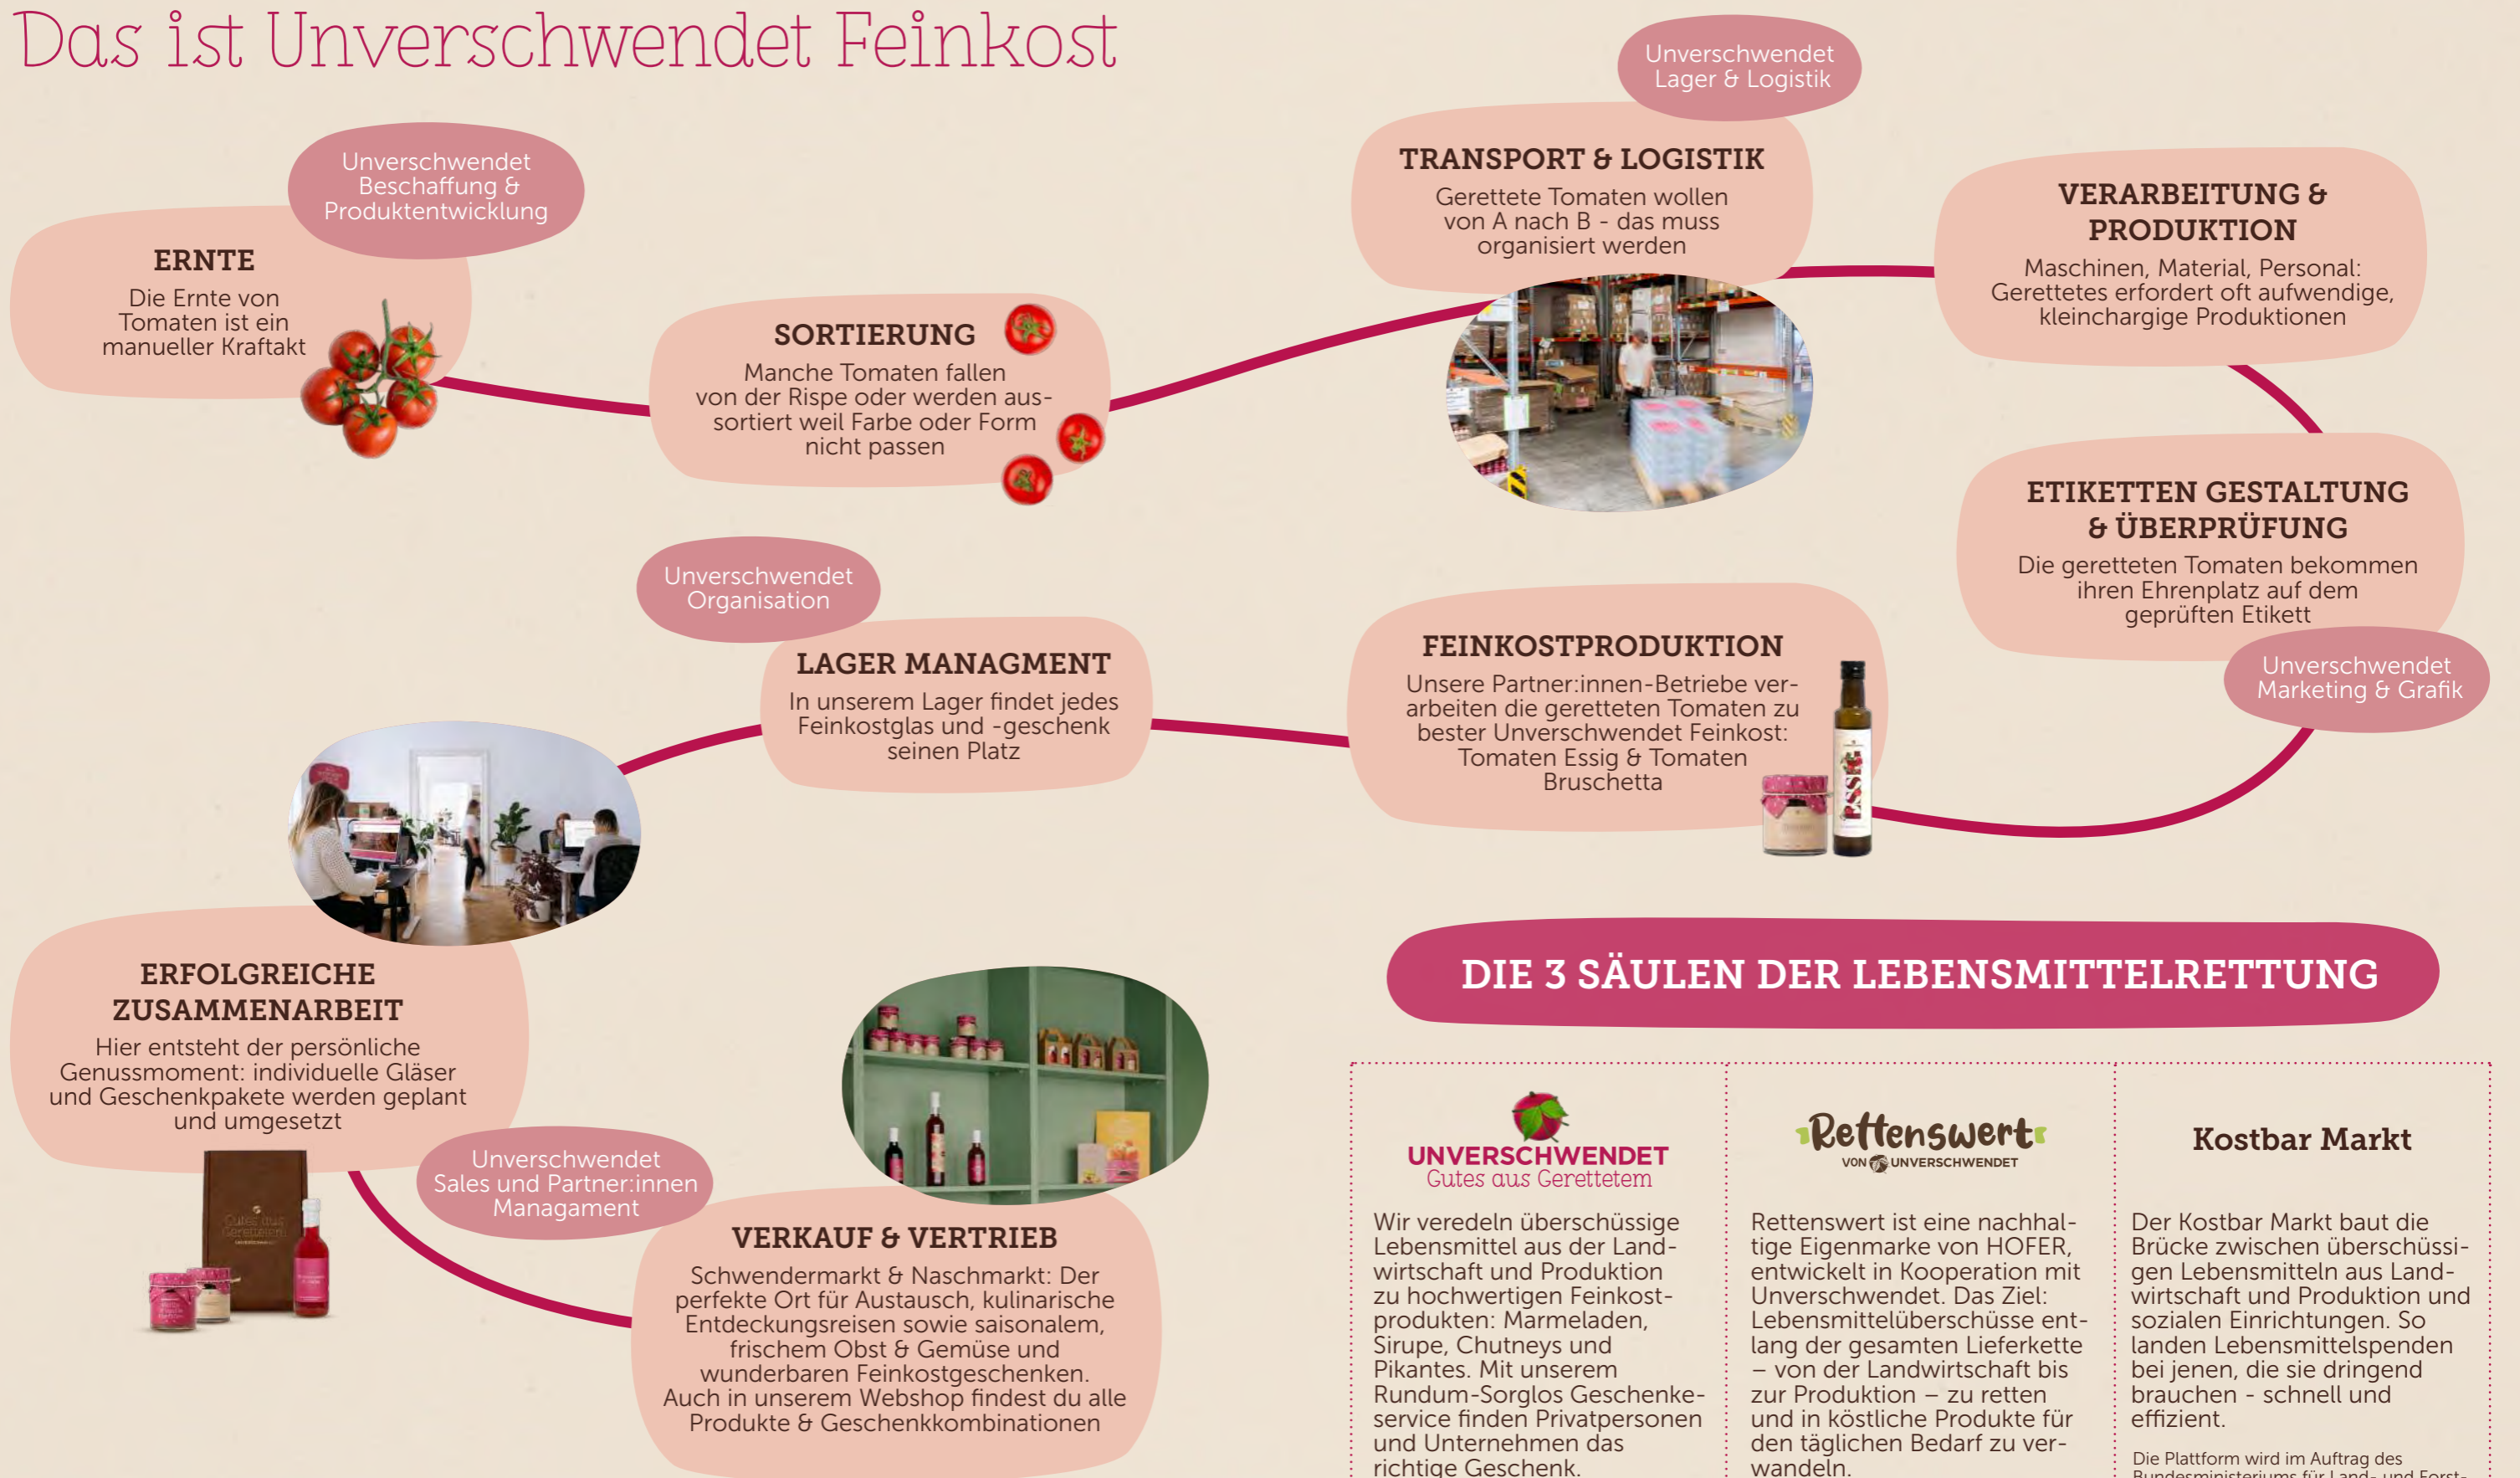 Das ist Unverschwendet Feinkost
Unverschwendet
Beschaffung &
Produktentwicklung
ERNTE
Die Ernte von
Tomaten ist ein
manueller Kraftakt
SORTIERUNG
Manche Tomaten fallen
von der Rispe oder werden aus-
sortiert weil Farbe oder Form
nicht passen
Unverschwendet
Lager & Logistik
TRANSPORT & LOGISTIK
Gerettete Tomaten wollen
von A nach B - das muss
organisiert werden
VERARBEITUNG &
PRODUKTION
Maschinen, Material, Personal:
Gerettetes erfordert oft aufwendige,
kleinchargige Produktionen
ETIKETTEN GESTALTUNG
& ÜBERPRÜFUNG
Die geretteten Tomaten bekommen
ihren Ehrenplatz auf dem
geprüften Etikett
Unverschwendet
Marketing & Grafik
FEINKOSTPRODUKTION
Unsere Partner:innen-Betriebe ver-
arbeiten die geretteten Tomaten zu
bester Unverschwendet Feinkost:
Tomaten Essig & Tomaten
Bruschetta
ESSIG
Unverschwendet
Organisation
LAGER MANAGMENT
In unserem Lager findet jedes
Feinkostglas und -geschenk
seinen Platz
ERFOLGREICHE
ZUSAMMENARBEIT
Hier entsteht der persönliche
Genussmoment: individuelle Gläser
und Geschenkpakete werden geplant
und umgesetzt
Gutes aus
Gerettetem
Unverschwendet
Sales und Partner:innen
Managament
VERKAUF & VERTRIEB
Schwendermarkt & Naschmarkt: Der
perfekte Ort für Austausch, kulinarische
Entdeckungsreisen sowie saisonalem,
frischem Obst & Gemüse und
wunderbaren Feinkostgeschenken.
Auch in unserem Webshop findest du alle
Produkte & Geschenkkombinationen
DIE 3 SÄULEN DER LEBENSMITTELRETTUNG
UNVERSCHWENDET
Gutes aus Gerettetem
Wir veredeln überschüssige
Lebensmittel aus der Land-
wirtschaft und Produktion
zu hochwertigen Feinkost-
produkten: Marmeladen,
Sirupe, Chutneys und
Pikantes. Mit unserem
Rundum-Sorglos Geschenke-
service finden Privatpersonen
und Unternehmen das
richtige Geschenk.
Rettenswert
VON UNVERSCHWENDET
Rettenswert ist eine nachhal-
tige Eigenmarke von HOFER,
entwickelt in Kooperation mit
Unverschwendet. Das Ziel:
Lebensmittelüberschüsse ent-
lang der gesamten Lieferkette
– von der Landwirtschaft bis
zur Produktion – zu retten
und in köstliche Produkte für
den täglichen Bedarf zu ver-
wandeln.
Kostbar Markt
Der Kostbar Markt baut die
Brücke zwischen überschüssi-
gen Lebensmitteln aus Land-
wirtschaft und Produktion und
sozialen Einrichtungen. So
landen Lebensmittelspenden
bei jenen, die sie dringend
brauchen - schnell und
effizient.
Die Plattform wird im Auftrag des
Bundesministeriums für Land- und Forst-